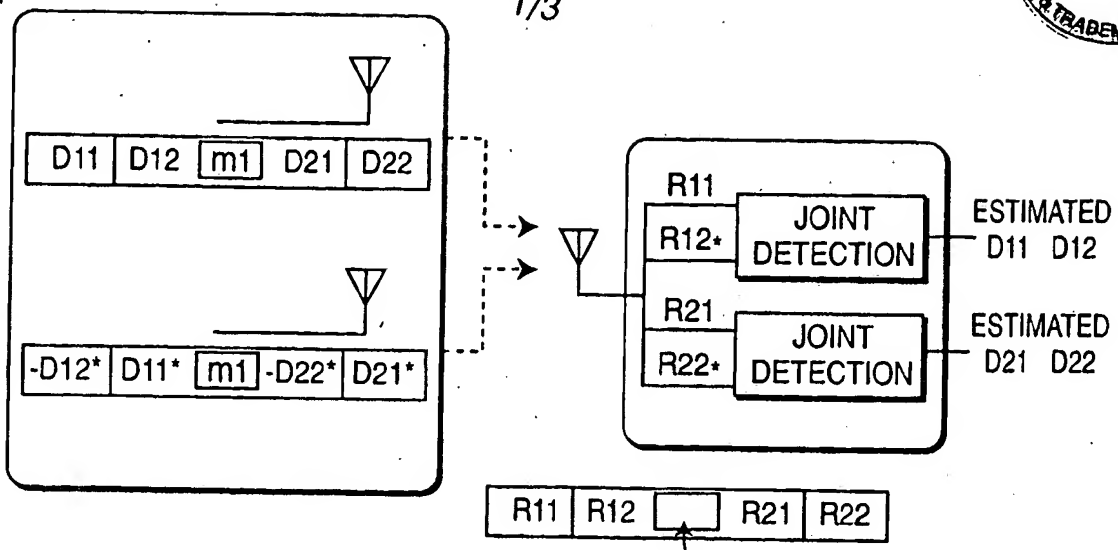 1/3
& TRADEM
D11 D12 m1 D21 D22
-D12* D11* m1 -D22* D21*
R11
R12*
JOINT
DETECTION
ESTIMATED
D11 D12
R21
R22*
JOINT
DETECTION
ESTIMATED
D21 D22
R11 R12 R21 R22